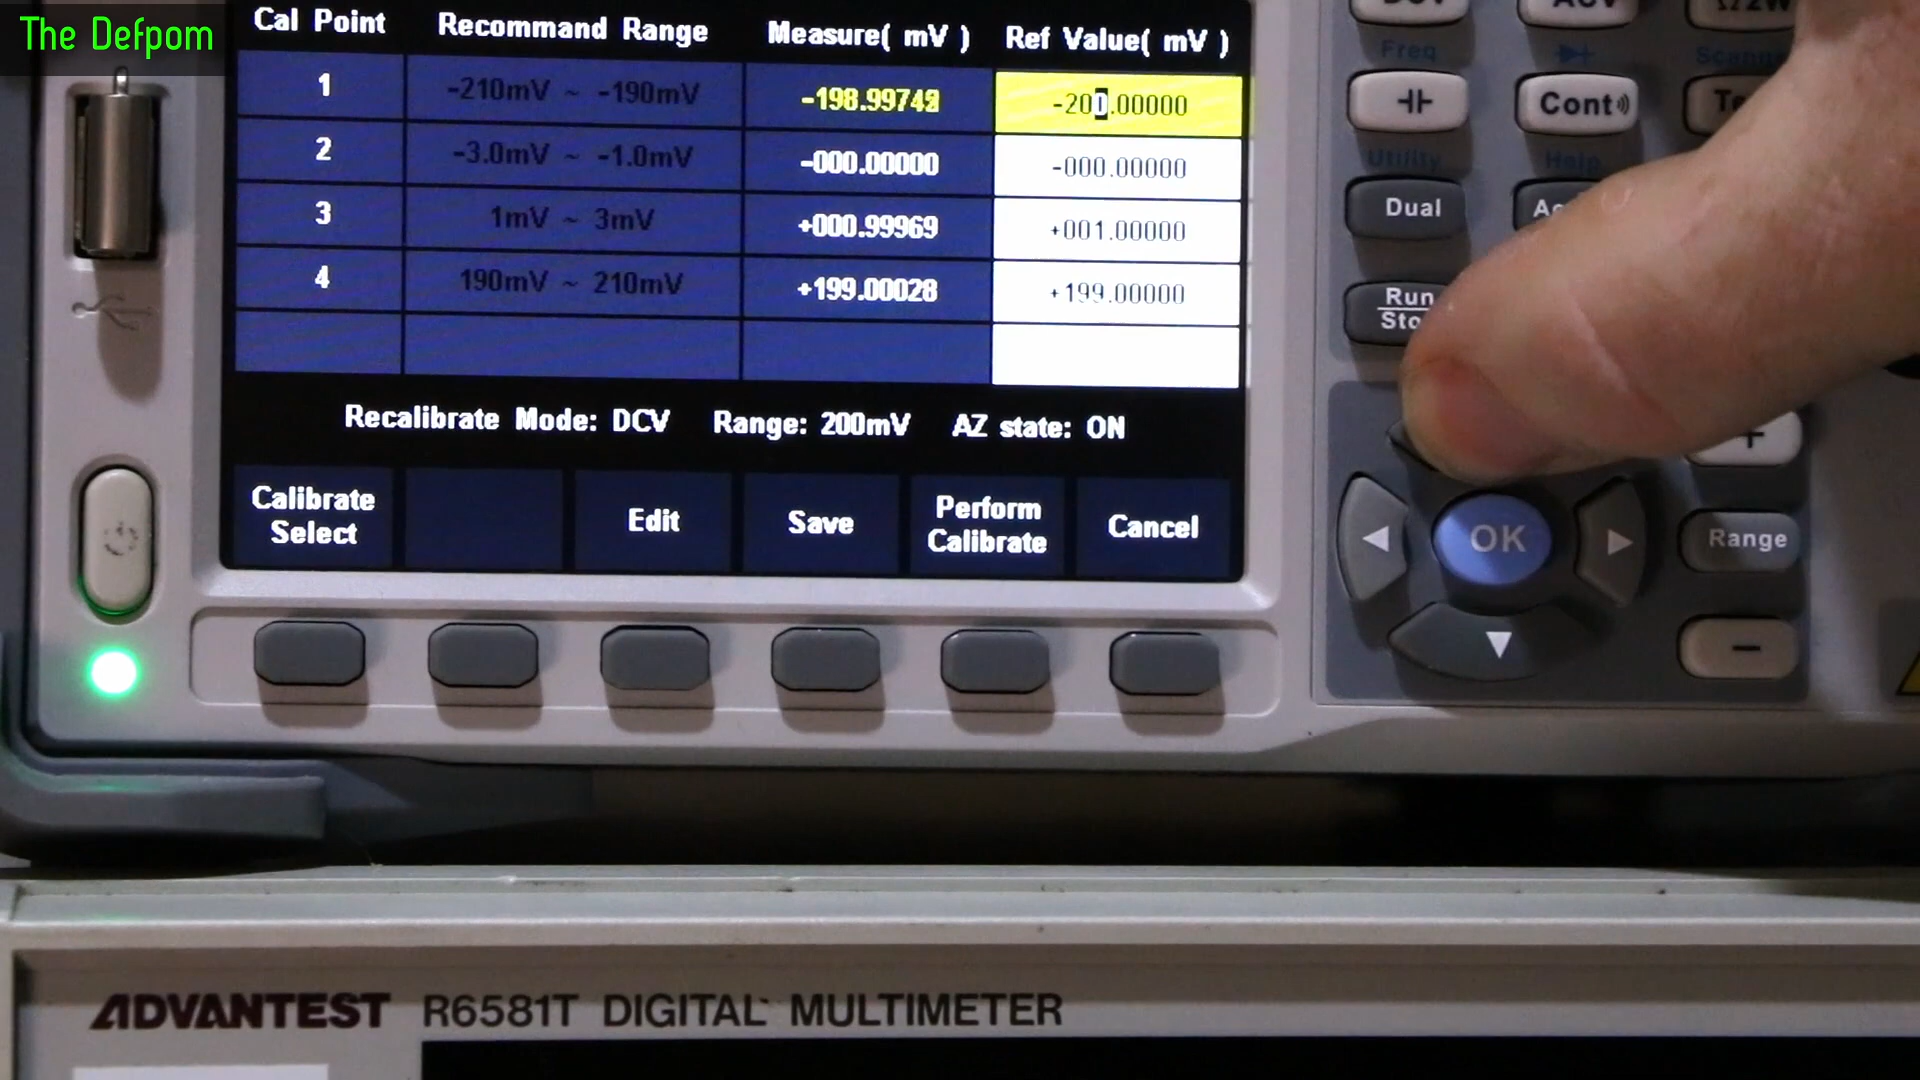 The Defpom
Cal Point Recommand Range Measure( mV ) Ref Value( mV )
1 -210mV ~ -190mV -200.00000
2 -3.0mV ~ -1.0mV -000.00000 -000.00000
3 1mV ~ 3mV +000.99969 +001.00000
4 190mV ~ 210mV +199.00028 +199.00000
Recalibrate Mode: DCV Range: 200mV AZ state: ON
Calibrate Select
Edit
Save
Perform Calibrate
Cancel
Freq
Cont
Utility
Help
Dual
Run
OK
+
Range
-
ADVANTEST R6581T DIGITAL MULTIMETER